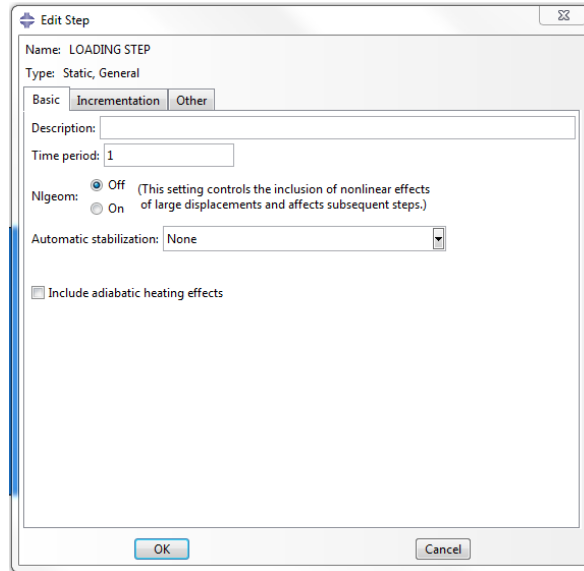 Edit Step
Name: LOADING STEP
Type: Static, General
Basic Incrementation Other
Description:
Time period: 1
Nlgeom: Off (This setting controls the inclusion of nonlinear effects
On of large displacements and affects subsequent steps.)
Automatic stabilization: None
Include adiabatic heating effects
OK Cancel